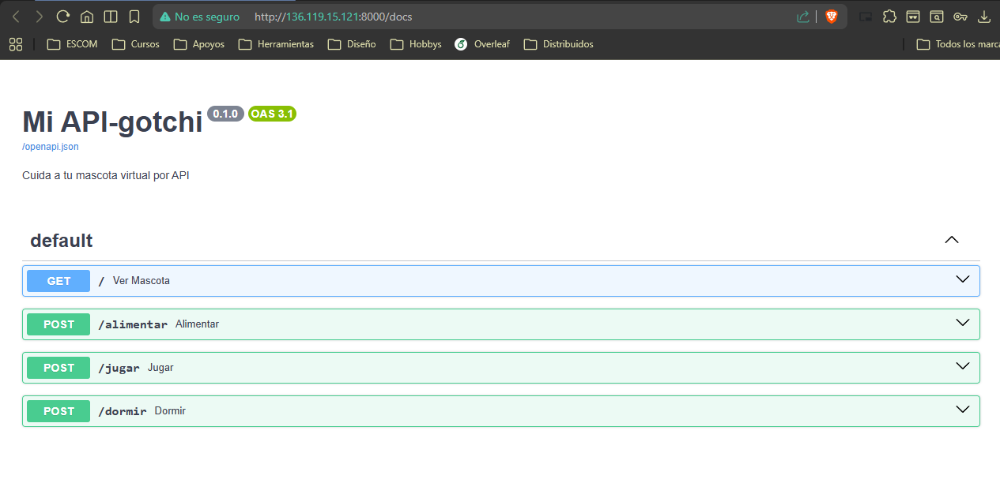 No es seguro http://136.119.15.121:8000/docs
ESCOM Cursos Apoyos Herramientas Diseño Hobbys Overleaf Distribuidos Todos los marca
Mi API-gotchi 0.1.0 OAS 3.1
/openapi.json
Cuida a tu mascota virtual por API
default
GET / Ver Mascota
POST /alimentar Alimentar
POST /jugar Jugar
POST /dormir Dormir